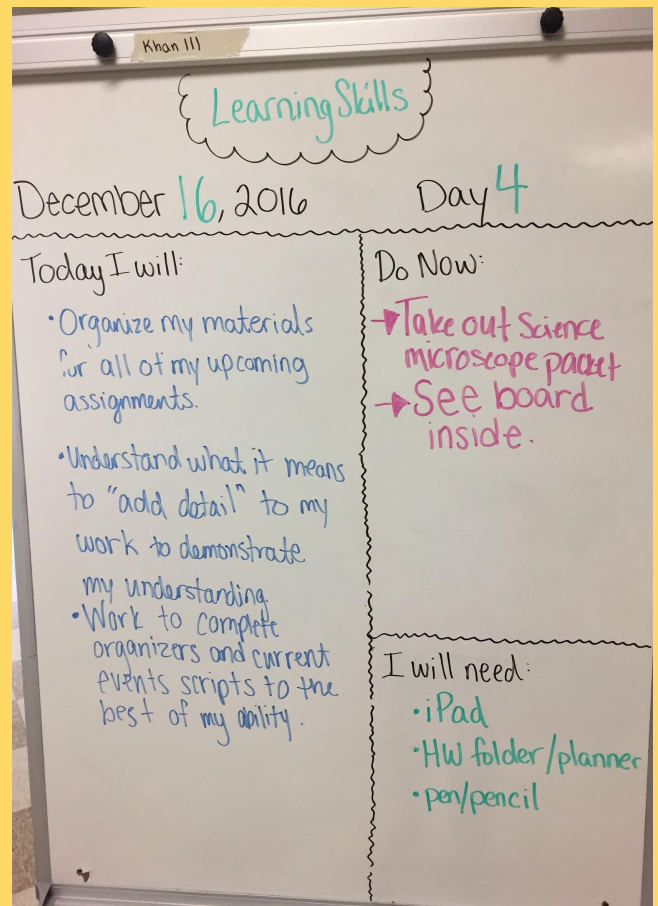 Khan III
Learning Skills
December 16, 2016
Day 4
Today I will:
• Organize my materials
for all of my upcoming
assignments.
• Understand what it means
to "add detail" to my
work to demonstrate
my understanding.
• Work to complete
organizers and current
events scripts to the
best of my ability.
Do Now:
→ Take out Science
microscope packet
→ See board
inside.
I will need:
• iPad
• HW folder/planner
• pen/pencil